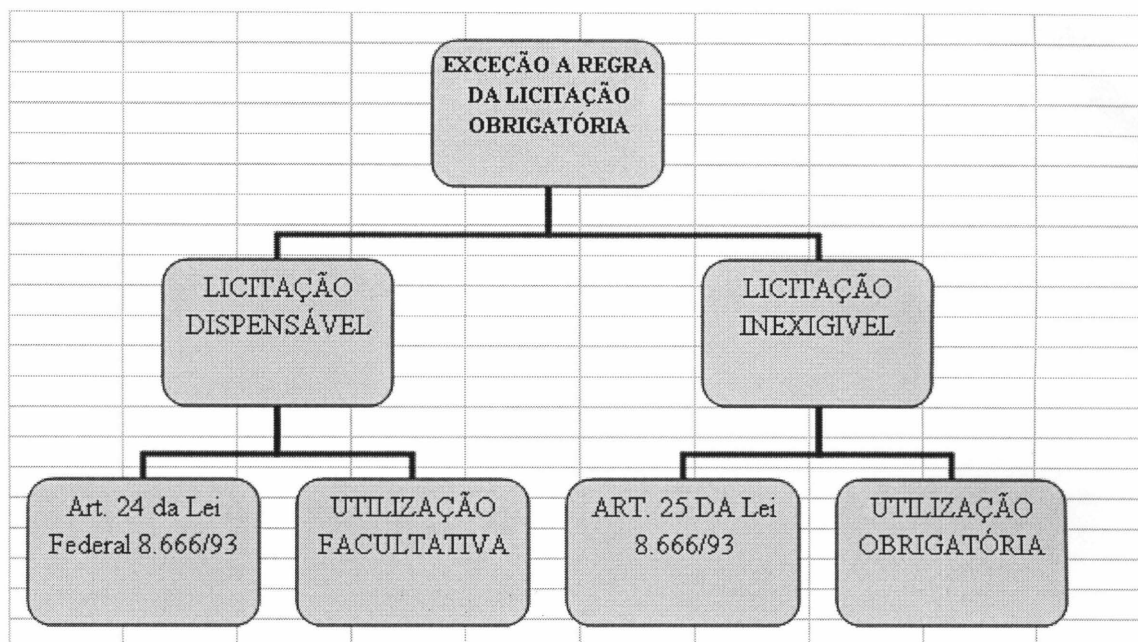 EXCEÇÃO A REGRA
DA LICITAÇÃO
OBRIGATÓRIA
LICITAÇÃO
DISPENSÁVEL
LICITAÇÃO
INEXIGIVEL
Art. 24 da Lei
Federal 8.666/93
UTILIZAÇÃO
FACULTATIVA
ART. 25 DA Lei
8.666/93
UTILIZAÇÃO
OBRIGATÓRIA